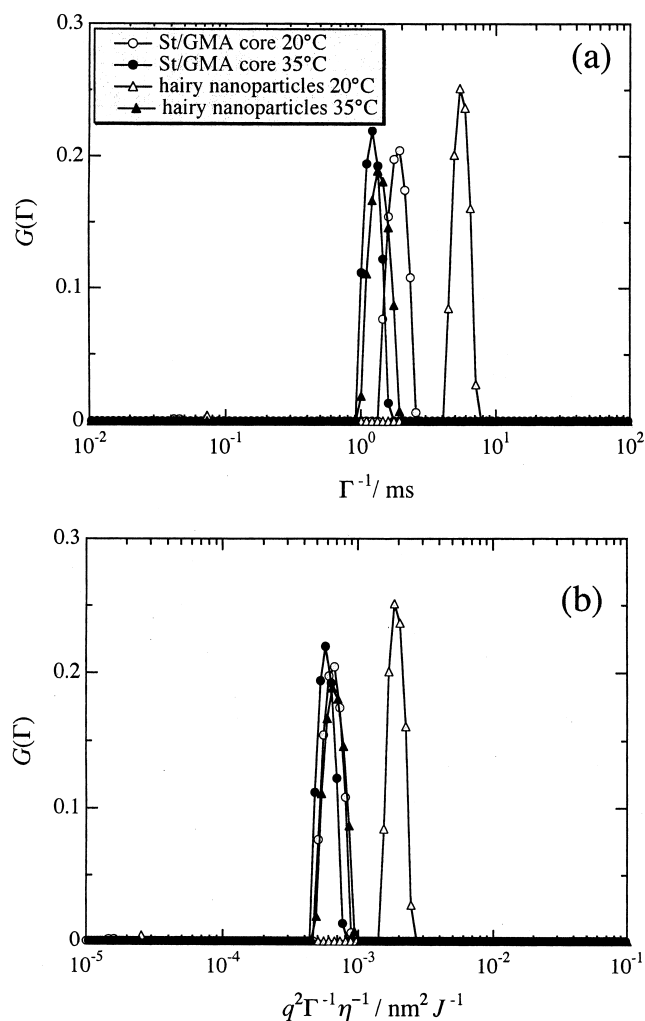 St/GMA core 20°C
St/GMA core 35°C
hairy nanoparticles 20°C
hairy nanoparticles 35°C
(a)
0.3
0.2
0.1
0
G(Γ)
10⁻² 10⁻¹ 10⁰ 10¹ 10²
Γ⁻¹/ ms
(b)
0.3
0.2
0.1
0
G(Γ)
10⁻⁵ 10⁻⁴ 10⁻³ 10⁻² 10⁻¹
q²Γ⁻¹η⁻¹ / nm² J⁻¹